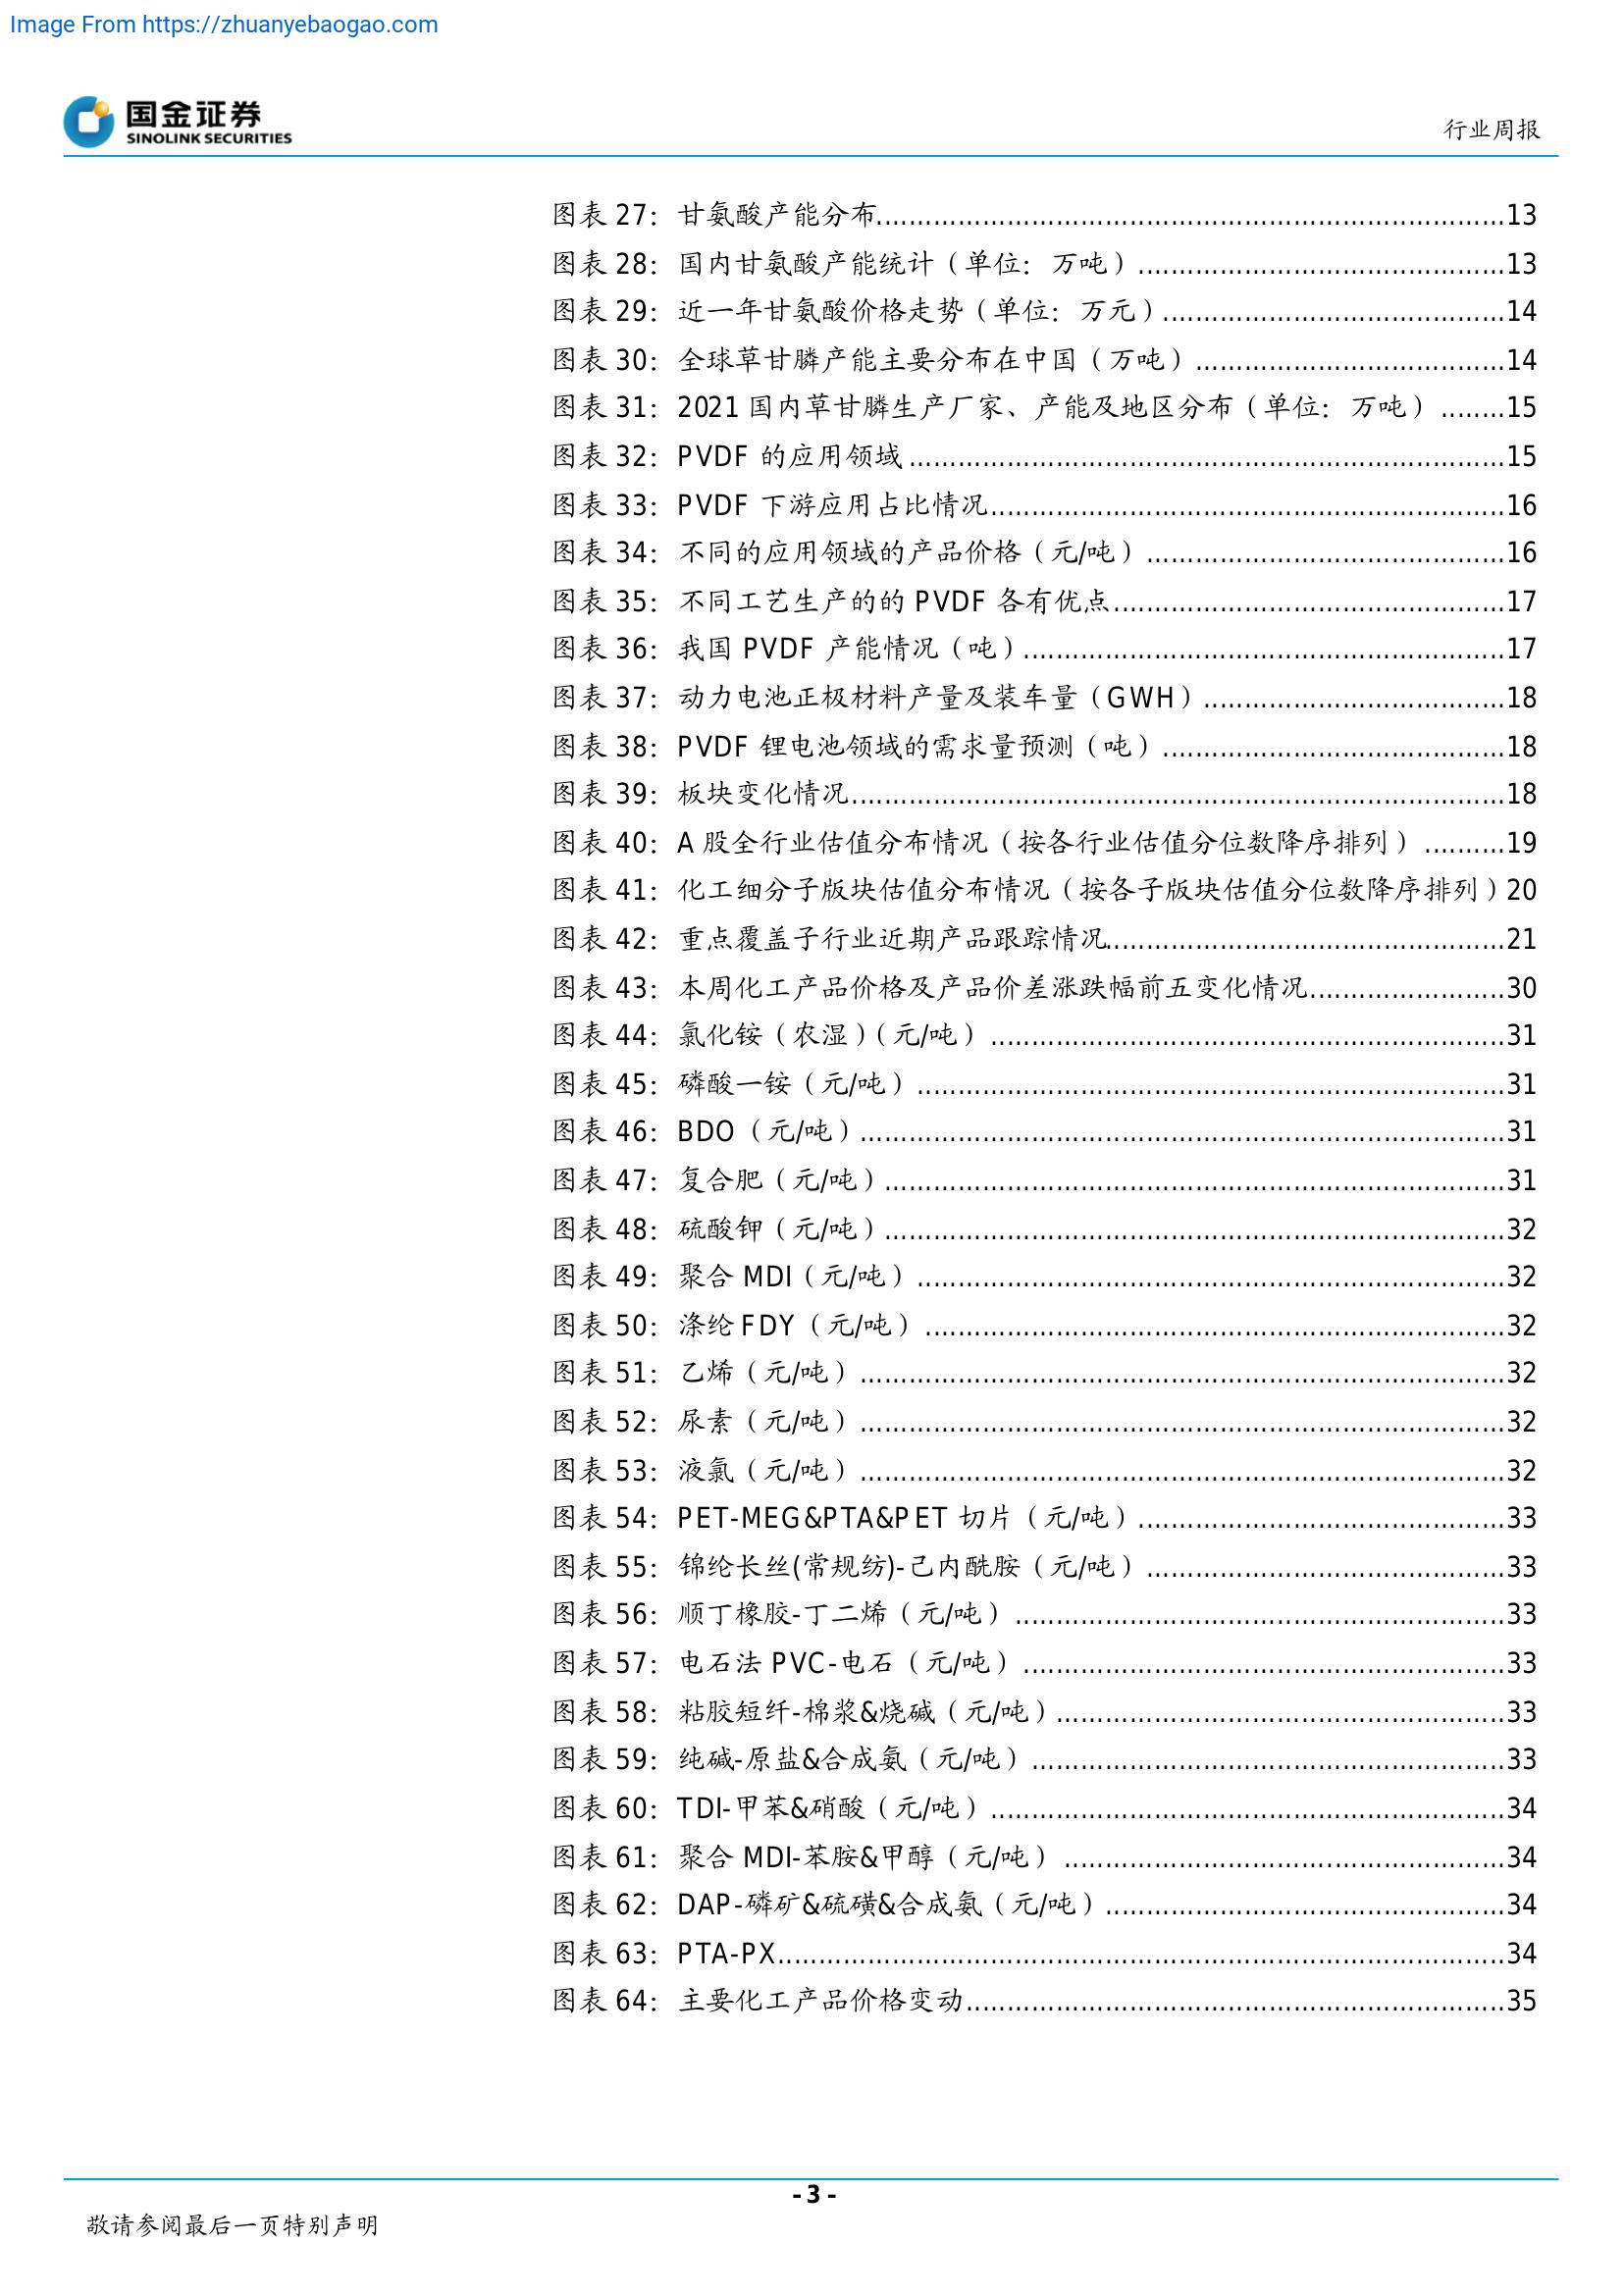 Image From https://zhuanyebaogao.com
国金证券
SINOLINK SECURITIES
行业周报
图表 27：甘氨酸产能分布.............................................................................13
图表 28：国内甘氨酸产能统计（单位：万吨）.............................................13
图表 29：近一年甘氨酸价格走势（单位：万元）..........................................14
图表 30：全球草甘膦产能主要分布在中国（万吨）......................................14
图表 31：2021 国内草甘膦生产厂家、产能及地区分布（单位：万吨）........15
图表 32：PVDF 的应用领域.........................................................................15
图表 33：PVDF 下游应用占比情况...............................................................16
图表 34：不同的应用领域的产品价格（元/吨）............................................16
图表 35：不同工艺生产的的 PVDF 各有优点................................................17
图表 36：我国 PVDF 产能情况（吨）...........................................................17
图表 37：动力电池正极材料产量及装车量（GWH）.....................................18
图表 38：PVDF 锂电池领域的需求量预测（吨）..........................................18
图表 39：板块变化情况................................................................................18
图表 40：A 股全行业估值分布情况（按各行业估值分位数降序排列）..........19
图表 41：化工细分子版块估值分布情况（按各子版块估值分位数降序排列）20
图表 42：重点覆盖子行业近期产品跟踪情况.................................................21
图表 43：本周化工产品价格及产品价差涨跌幅前五变化情况........................30
图表 44：氯化铵（农湿）（元/吨）...............................................................31
图表 45：磷酸一铵（元/吨）........................................................................31
图表 46：BDO（元/吨）...............................................................................31
图表 47：复合肥（元/吨）............................................................................31
图表 48：硫酸钾（元/吨）............................................................................32
图表 49：聚合 MDI（元/吨）........................................................................32
图表 50：涤纶 FDY（元/吨）.......................................................................32
图表 51：乙烯（元/吨）...............................................................................32
图表 52：尿素（元/吨）...............................................................................32
图表 53：液氯（元/吨）...............................................................................32
图表 54：PET-MEG&PTA&PET 切片（元/吨）.............................................33
图表 55：锦纶长丝(常规纺)-己内酰胺（元/吨）............................................33
图表 56：顺丁橡胶-丁二烯（元/吨）............................................................33
图表 57：电石法 PVC-电石（元/吨）...........................................................33
图表 58：粘胶短纤-棉浆&烧碱（元/吨）.......................................................33
图表 59：纯碱-原盐&合成氨（元/吨）..........................................................33
图表 60：TDI-甲苯&硝酸（元/吨）...............................................................34
图表 61：聚合 MDI-苯胺&甲醇（元/吨）......................................................34
图表 62：DAP-磷矿&硫磺&合成氨（元/吨）.................................................34
图表 63：PTA-PX.........................................................................................34
图表 64：主要化工产品价格变动..................................................................35
- 3 -
敬请参阅最后一页特别声明